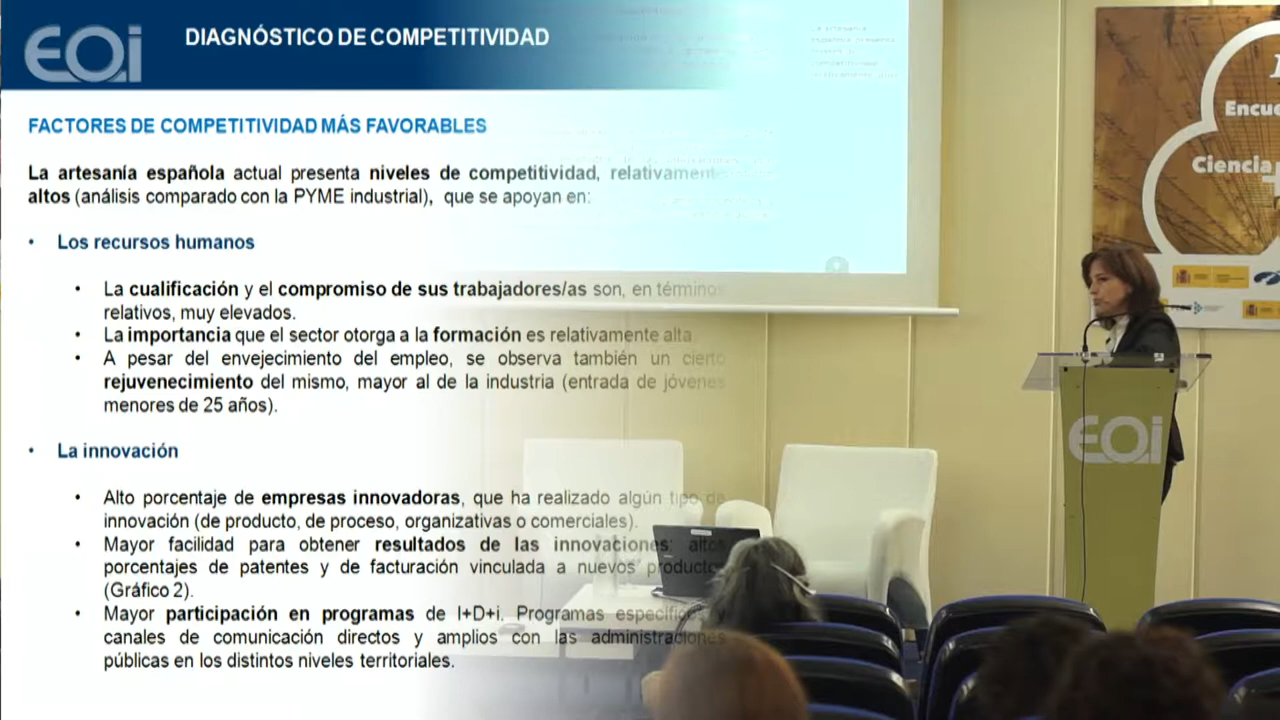 EOi
DIAGNÓSTICO DE COMPETITIVIDAD
FACTORES DE COMPETITIVIDAD MÁS FAVORABLES
La artesanía española actual presenta niveles de competitividad, relativamente
altos (análisis comparado con la PYME industrial), que se apoyan en:
• Los recursos humanos
• La cualificación y el compromiso de sus trabajadores/as son, en términos
relativos, muy elevados.
• La importancia que el sector otorga a la formación es relativamente alta
• A pesar del envejecimiento del empleo, se observa también un cierto
rejuvenecimiento del mismo, mayor al de la industria (entrada de jóvenes
menores de 25 años).
• La innovación
• Alto porcentaje de empresas innovadoras, que ha realizado algún tipo de
innovación (de producto, de proceso, organizativas o comerciales).
• Mayor facilidad para obtener resultados de las innovaciones: altos
porcentajes de patentes y de facturación vinculada a nuevos productos
(Gráfico 2).
• Mayor participación en programas de I+D+i. Programas específicos y
canales de comunicación directos y amplios con las administraciones
públicas en los distintos niveles territoriales.
Ciencia
EOi